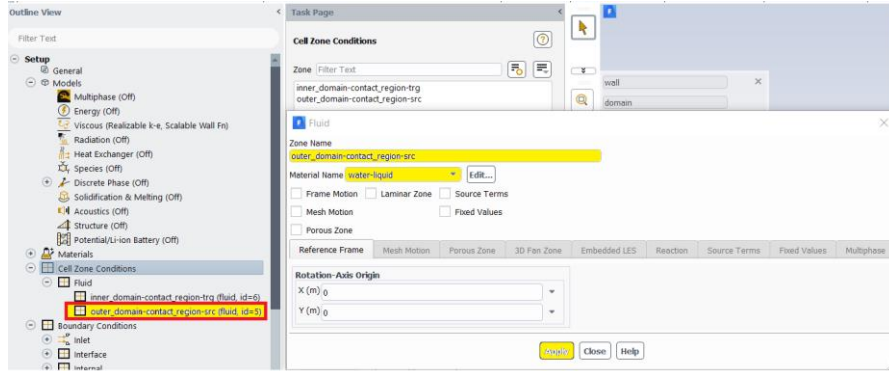 Outline View <
Filter Text
Setup
General
Models
Multiphase (Off)
Energy (Off)
Viscous (Realizable k-e, Scalable Wall Fn)
Radiation (Off)
Heat Exchanger (Off)
Species (Off)
Discrete Phase (Off)
Solidification & Melting (Off)
Acoustics (Off)
Structure (Off)
Potential/Li-ion Battery (Off)
Materials
Cell Zone Conditions
Fluid
inner_domain-contact_region-trg (fluid, id=6)
outer_domain-contact_region-src (fluid, id=5)
Boundary Conditions
Inlet
Interface
Internal
Task Page <
Cell Zone Conditions ?
Zone Filter Text
inner_domain-contact_region-trg
outer_domain-contact_region-src
wall ×
domain
Fluid ×
Zone Name
outer_domain-contact_region-src
Material Name water-liquid Edit...
Frame Motion Laminar Zone Source Terms
Mesh Motion Fixed Values
Porous Zone
Reference Frame Mesh Motion Porous Zone 3D Fan Zone Embedded LES Reaction Source Terms Fixed Values Multiphase
Rotation-Axis Origin
X (m) 0
Y (m) 0
Apply Close Help